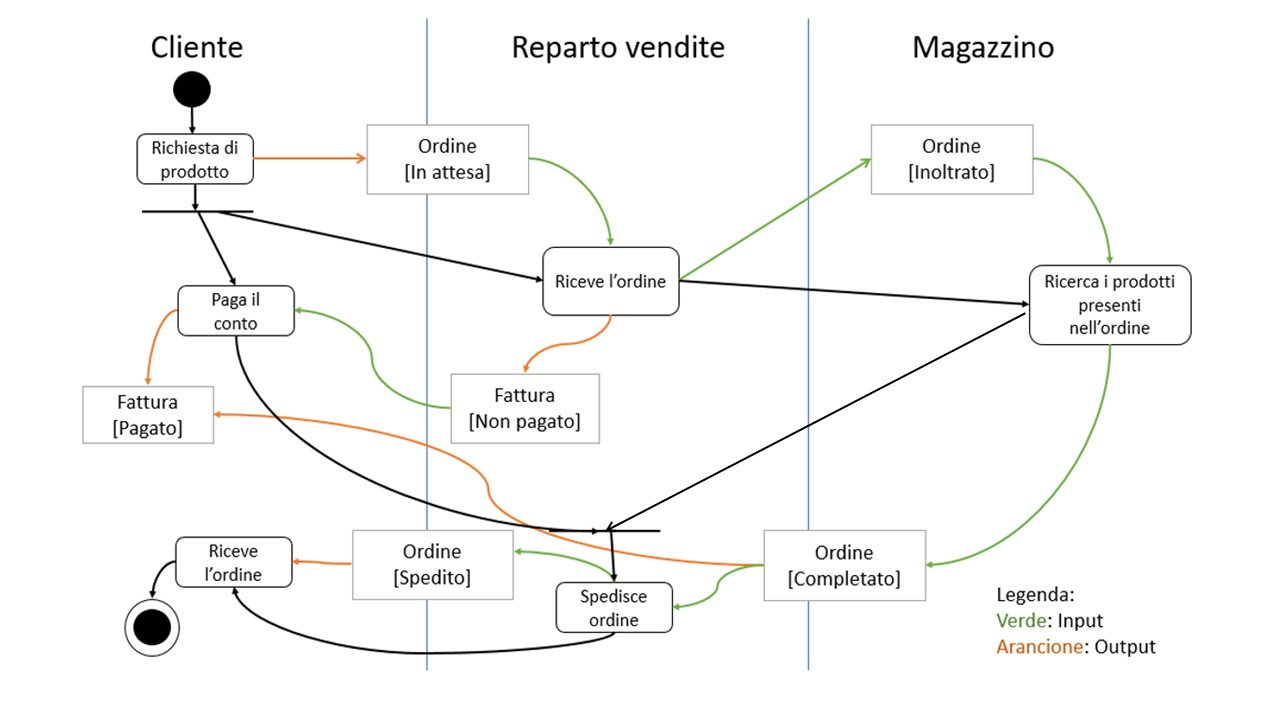 Cliente
Reparto vendite
Magazzino
Richiesta di
prodotto
Ordine
[In attesa]
Ordine
[Inoltrato]
Riceve l'ordine
Ricerca i prodotti
presenti
nell'ordine
Paga il
conto
Fattura
[Pagato]
Fattura
[Non pagato]
Riceve
l'ordine
Ordine
[Spedito]
Spedisce
ordine
Ordine
[Completato]
Legenda:
Verde: Input
Arancione: Output